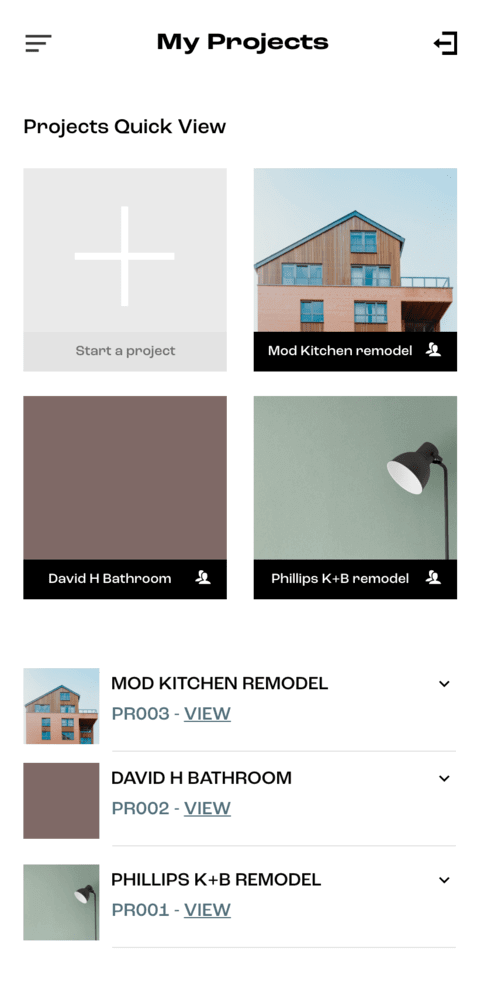 My Projects
Projects Quick View
Start a project
Mod Kitchen remodel
David H Bathroom
Phillips K+B remodel
MOD KITCHEN REMODEL
PR003 - VIEW
DAVID H BATHROOM
PR002 - VIEW
PHILLIPS K+B REMODEL
PR001 - VIEW